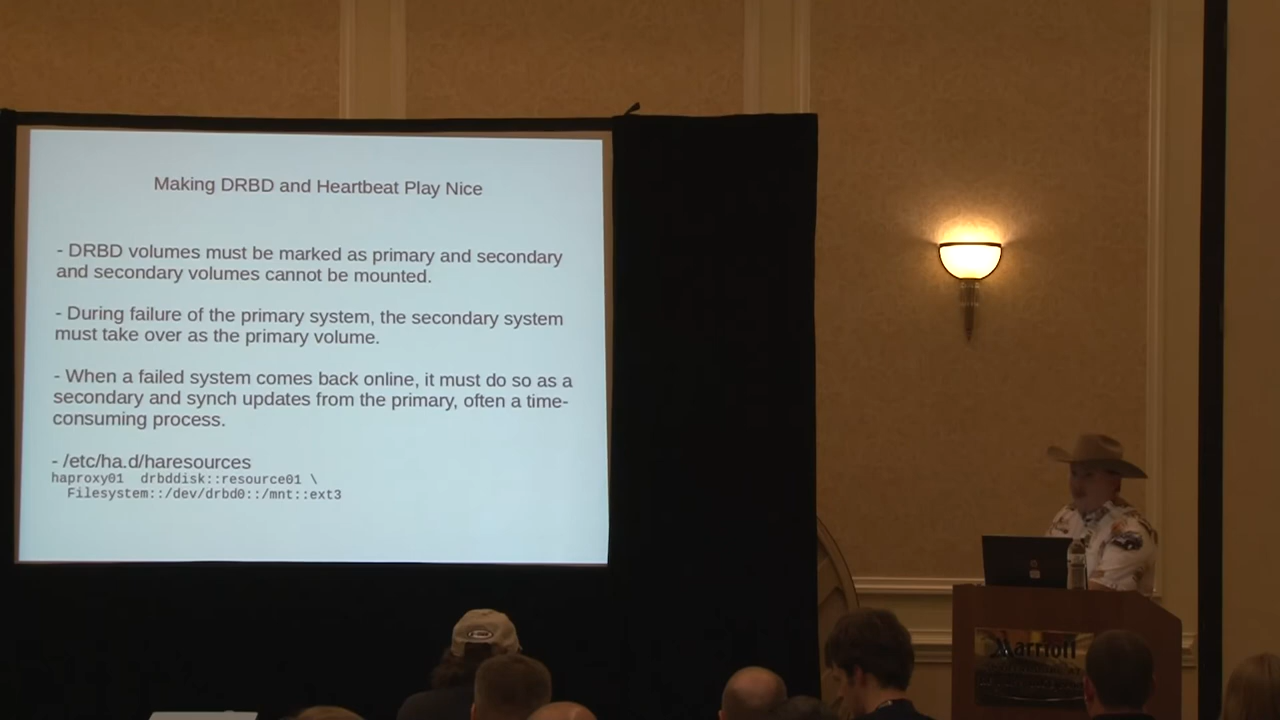 Making DRBD and Heartbeat Play Nice
- DRBD volumes must be marked as primary and secondary
and secondary volumes cannot be mounted.
- During failure of the primary system, the secondary system
must take over as the primary volume.
- When a failed system comes back online, it must do so as a
secondary and synch updates from the primary, often a time-
consuming process.
- /etc/ha.d/haresources
haproxy01  drbddisk::resource01 \
Filesystem::/dev/drbd0::/mnt::ext3
Marriott